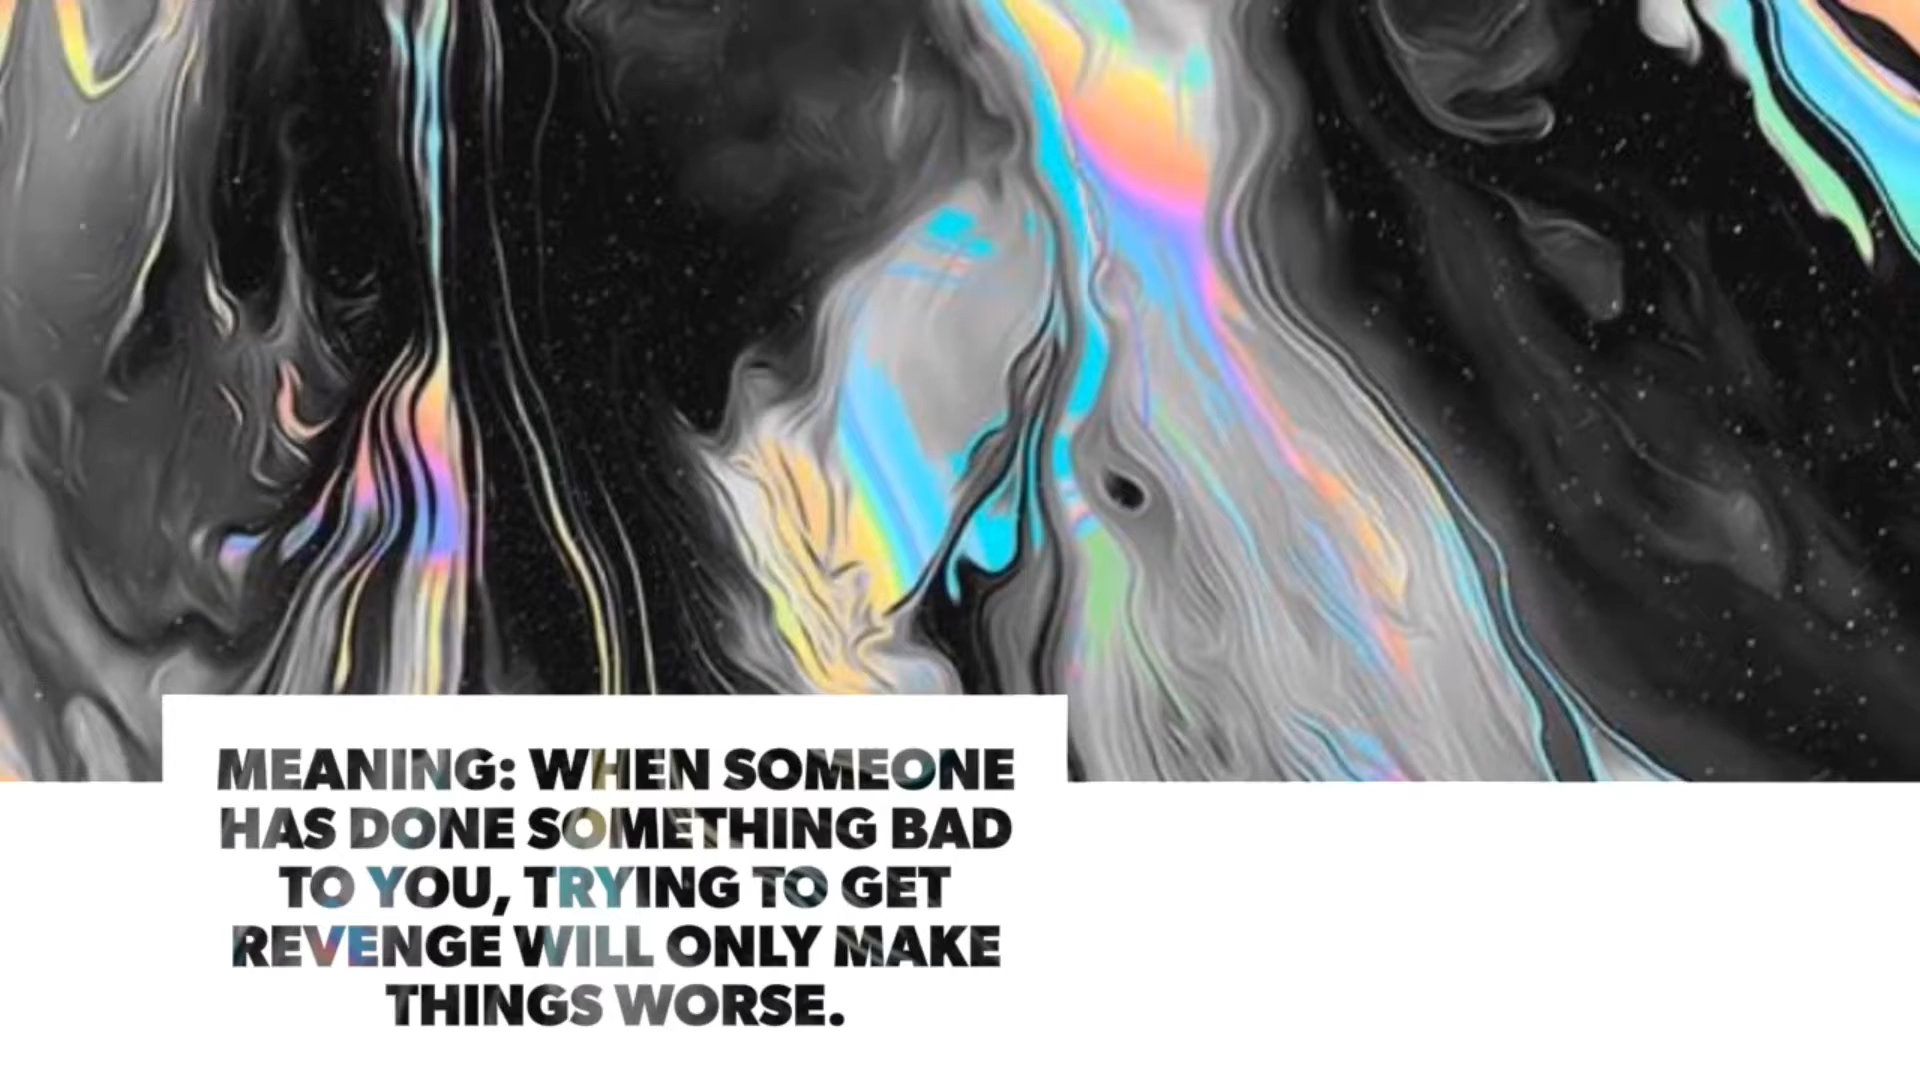 MEANING: WHEN SOMEONE
HAS DONE SOMETHING BAD
TO YOU, TRYING TO GET
REVENGE WILL ONLY MAKE
THINGS WORSE.